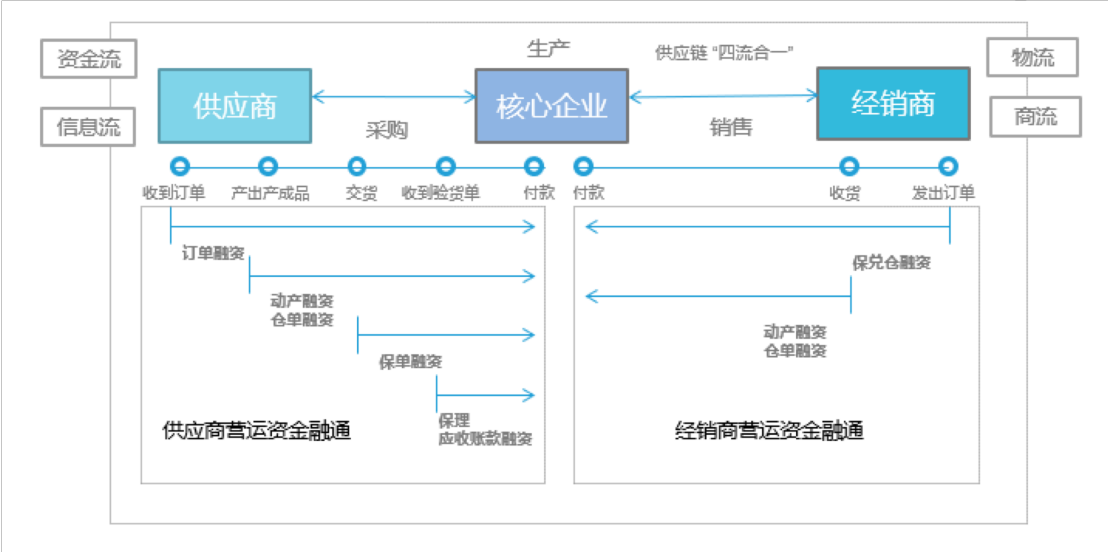 资金流
信息流
物流
商流
生产
供应链 “四流合一”
供应商
核心企业
经销商
采购
销售
收到订单
产出产成品
交货
收到验货单
付款
付款
收货
发出订单
订单融资
动产融资
仓单融资
保单融资
保理
应收账款融资
供应商营运资金融通
保兑仓融资
动产融资
仓单融资
经销商营运资金融通